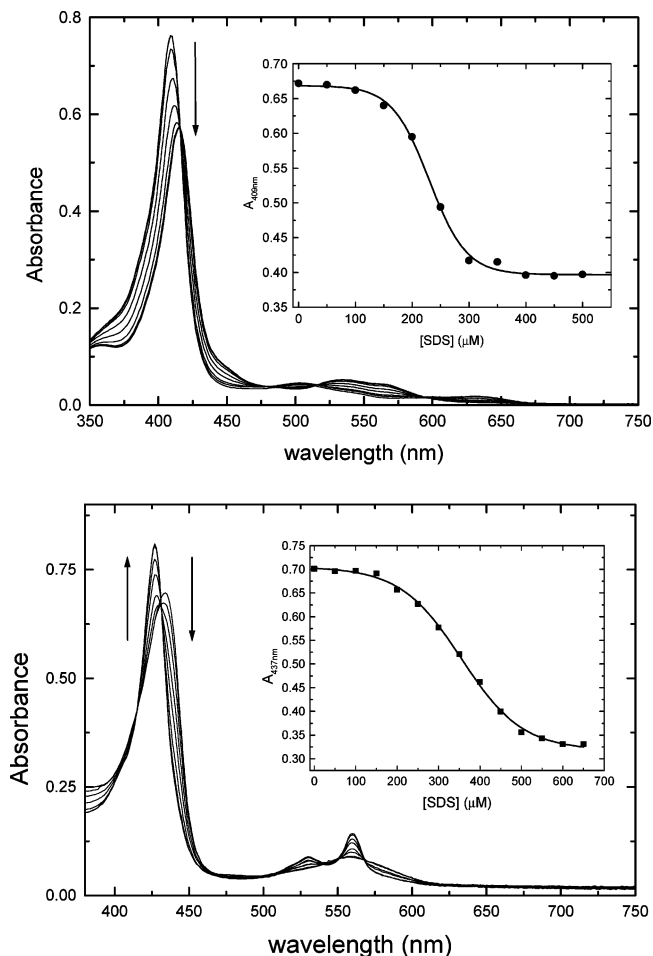 0.8
0.6
0.4
0.2
0.0
Absorbance
350 400 450 500 550 600 650 700 750
wavelength (nm)
0.70
0.65
0.60
0.55
0.50
0.45
0.40
0.35
A409nm
0 100 200 300 400 500
[SDS] (μM)
0.75
0.50
0.25
0.00
Absorbance
400 450 500 550 600 650 700 750
wavelength (nm)
0.75
0.70
0.65
0.60
0.55
0.50
0.45
0.40
0.35
0.30
A437nm
0 100 200 300 400 500 600 700
[SDS] (μM)